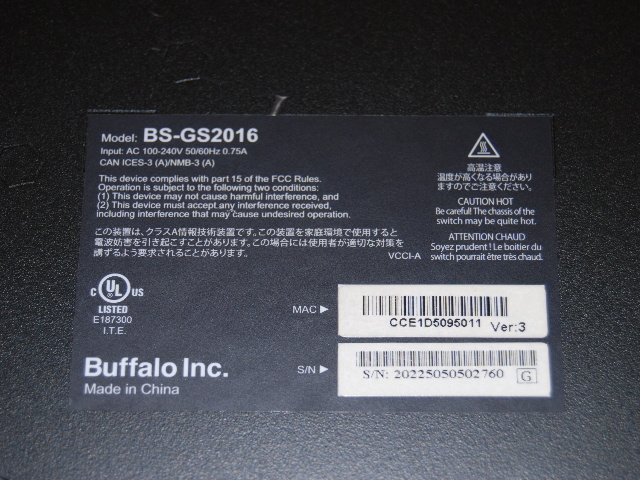 Model: BS-GS2016
Input: AC 100-240V 50/60Hz 0.75A
CAN ICES-3 (A)/NMB-3 (A)
This device complies with part 15 of the FCC Rules.
Operation is subject to the following two conditions:
(1) This device may not cause harmful interference, and
(2) This device must accept any interference received,
including interference that may cause undesired operation.
この装置は、クラスA情報技術装置です。この装置を家庭環境で使用すると
電波妨害を引き起こすことがあります。この場合には使用者が適切な対策を
講ずるよう要求されることがあります。
VCCI-A
高温注意
温度が高くなる場合があり
ますのでご注意ください。
CAUTION HOT
Be careful! The chassis of the
switch may be quite hot.
ATTENTION CHAUD
Soyez prudent ! Le boitier du
switch pourrait être très chaud.
C UL US
LISTED
E187300
I.T.E.
MAC
CCE1D5095011 Ver:3
Buffalo Inc.
Made in China
S/N
S/N: 20225050502760 G